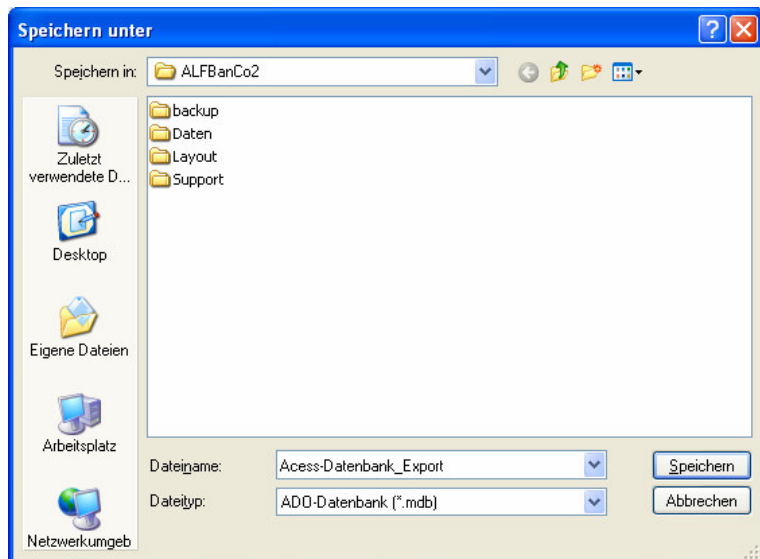 Speichern unter
Speichern in: ALFBanCo2
Zuletzt
verwendete D...
Desktop
Eigene Dateien
Arbeitsplatz
Netzwerkumgeb
backup
Daten
Layout
Support
Dateiname: Acess-Datenbank_Export Speichern
Dateityp: ADO-Datenbank (*.mdb) Abbrechen